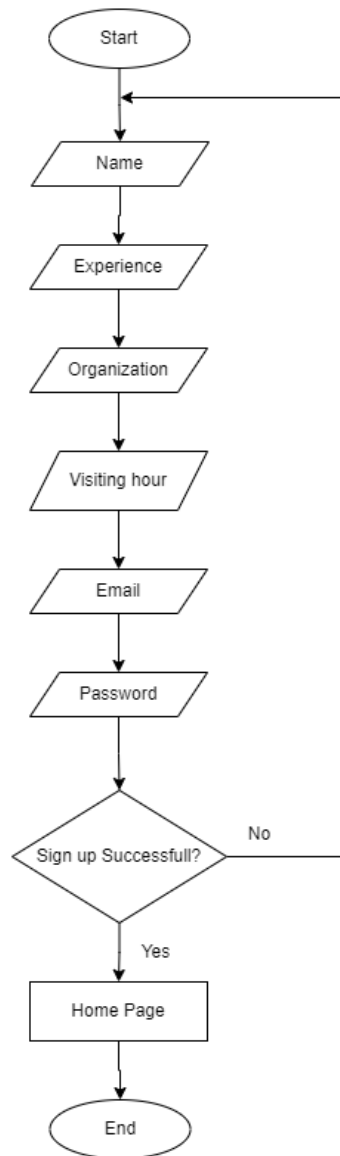 Start
Name
Experience
Organization
Visiting hour
Email
Password
Sign up Successfull?
No
Yes
Home Page
End